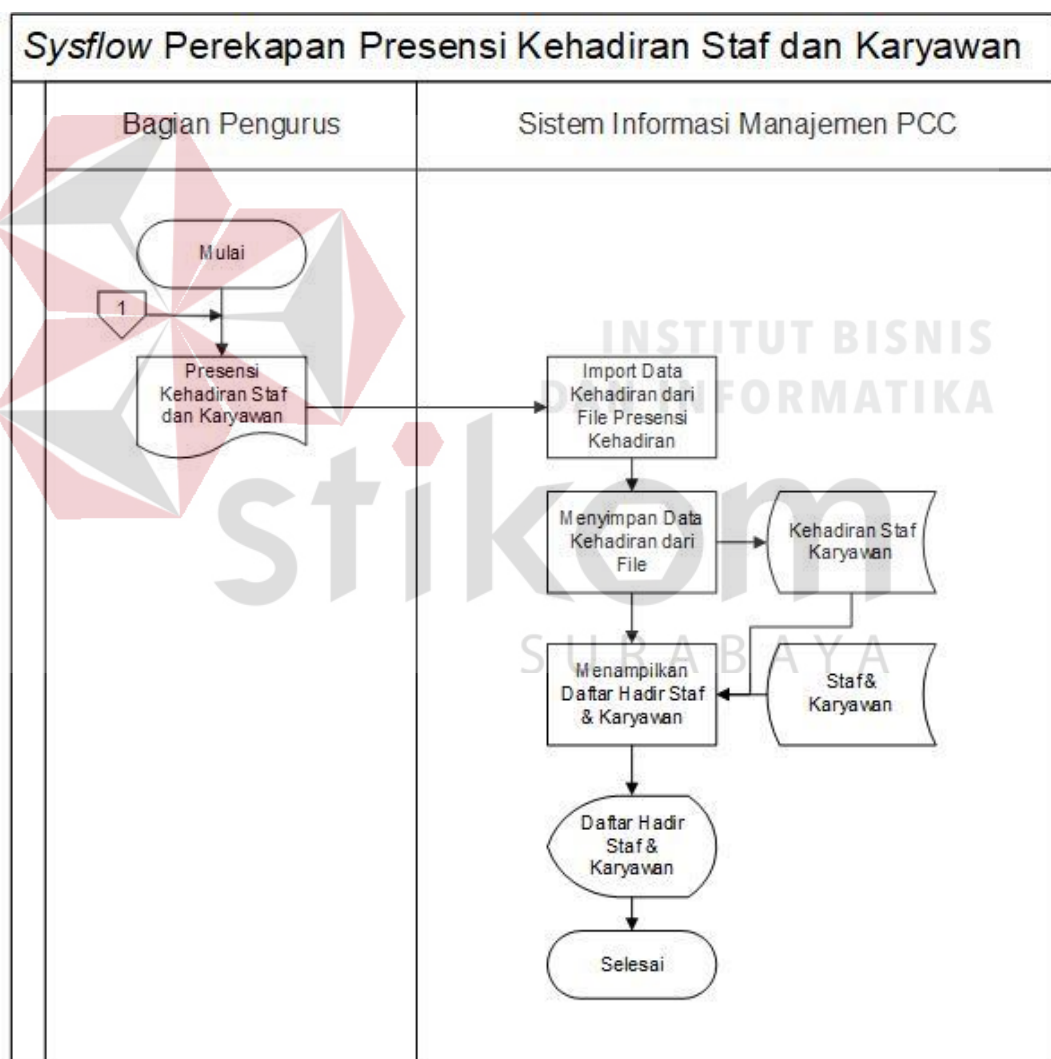 Sysflow Perekapan Presensi Kehadiran Staf dan Karyawan
Bagian Pengurus
Sistem Informasi Manajemen PCC
Mulai
1
Presensi
Kehadiran Staf
dan Karyawan
Import Data
Kehadiran dari
File Presensi
Kehadiran
INSTITUT BISNIS
DAN INFORMATIKA
stikom
SURABAYA
Menyimpan Data
Kehadiran dari
File
Kehadiran Staf
Karyawan
Menampilkan
Daftar Hadir Staf
& Karyawan
Staf &
Karyawan
Daftar Hadir
Staf &
Karyawan
Selesai